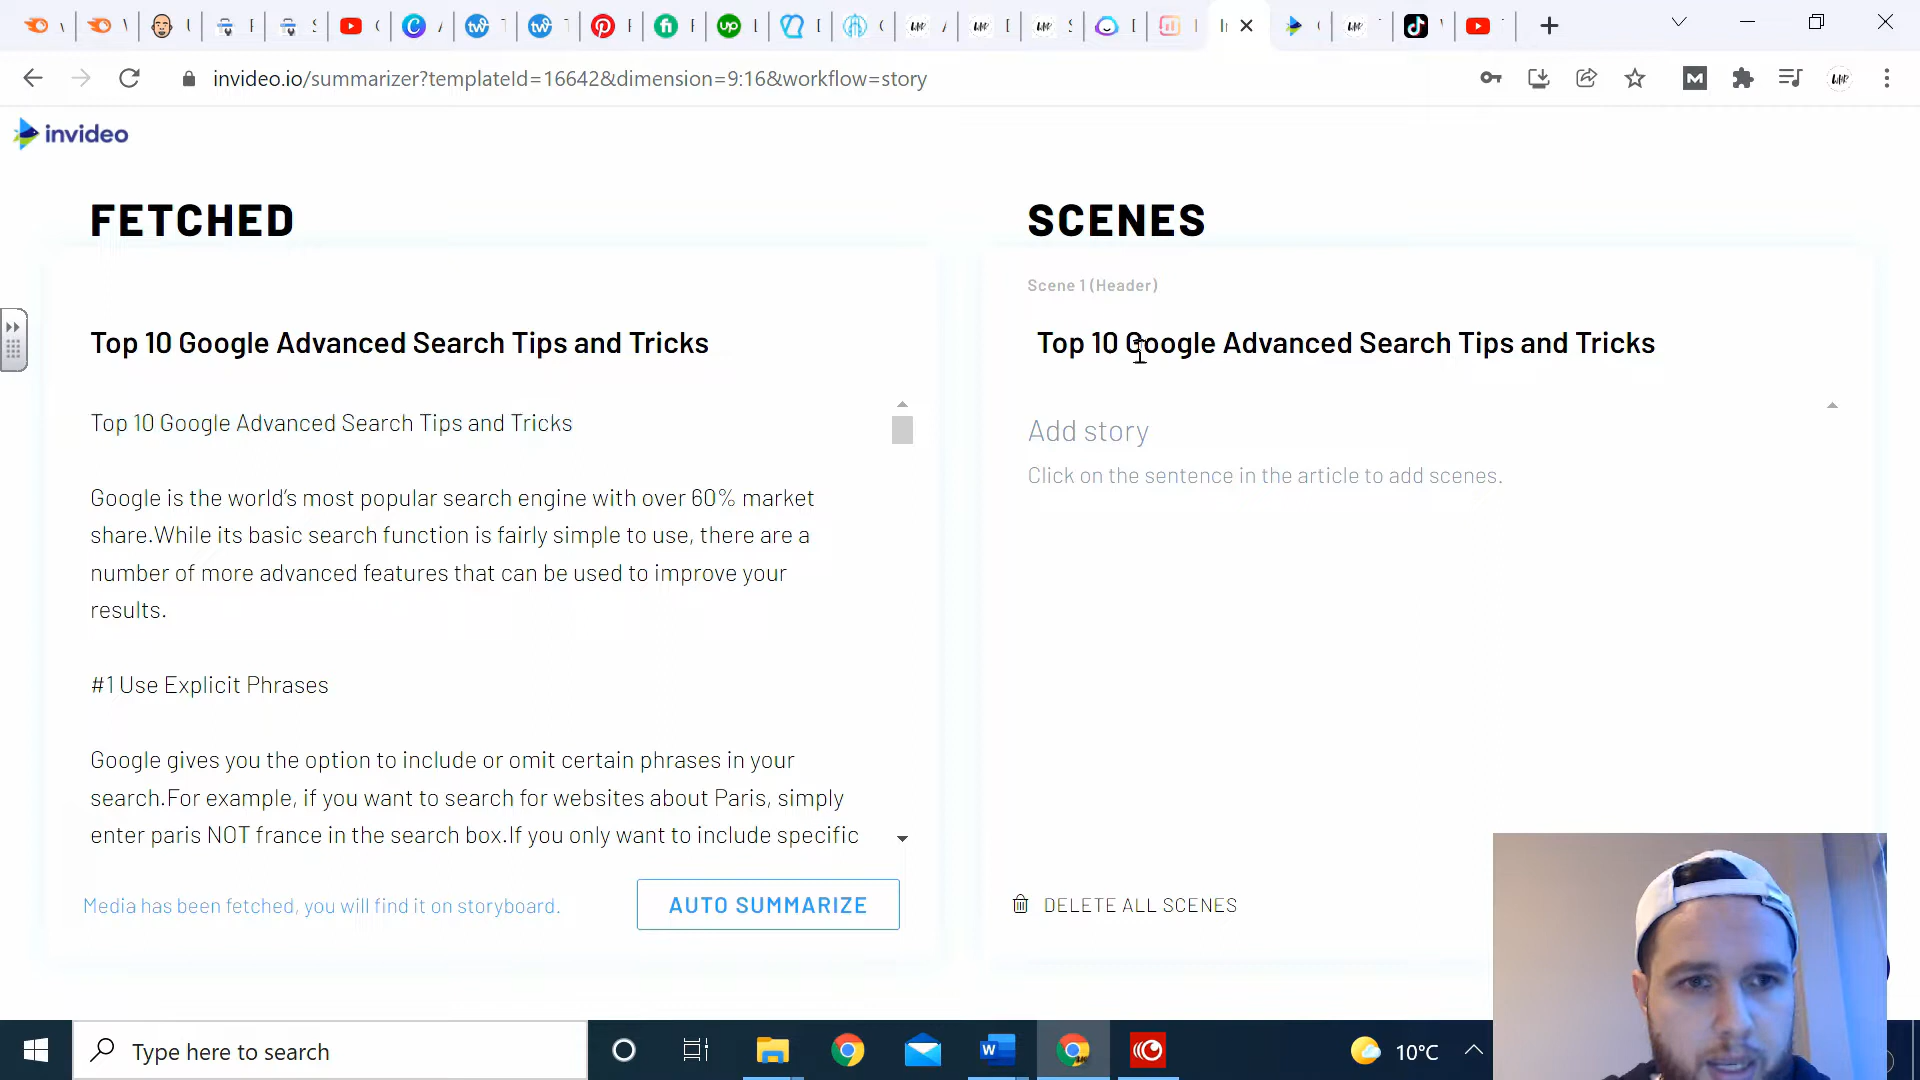 invideo.io/summarizer?templateId=16642&dimension=9:16&workflow=story
invideo
FETCHED
Top 10 Google Advanced Search Tips and Tricks
Top 10 Google Advanced Search Tips and Tricks
Google is the world's most popular search engine with over 60% market
share.While its basic search function is fairly simple to use, there are a
number of more advanced features that can be used to improve your
results.
#1 Use Explicit Phrases
Google gives you the option to include or omit certain phrases in your
search.For example, if you want to search for websites about Paris, simply
enter paris NOT france in the search box.If you only want to include specific
Media has been fetched, you will find it on storyboard.
AUTO SUMMARIZE
SCENES
Scene 1 (Header)
Top 10 Google Advanced Search Tips and Tricks
Add story
Click on the sentence in the article to add scenes.
DELETE ALL SCENES
Type here to search
10°C